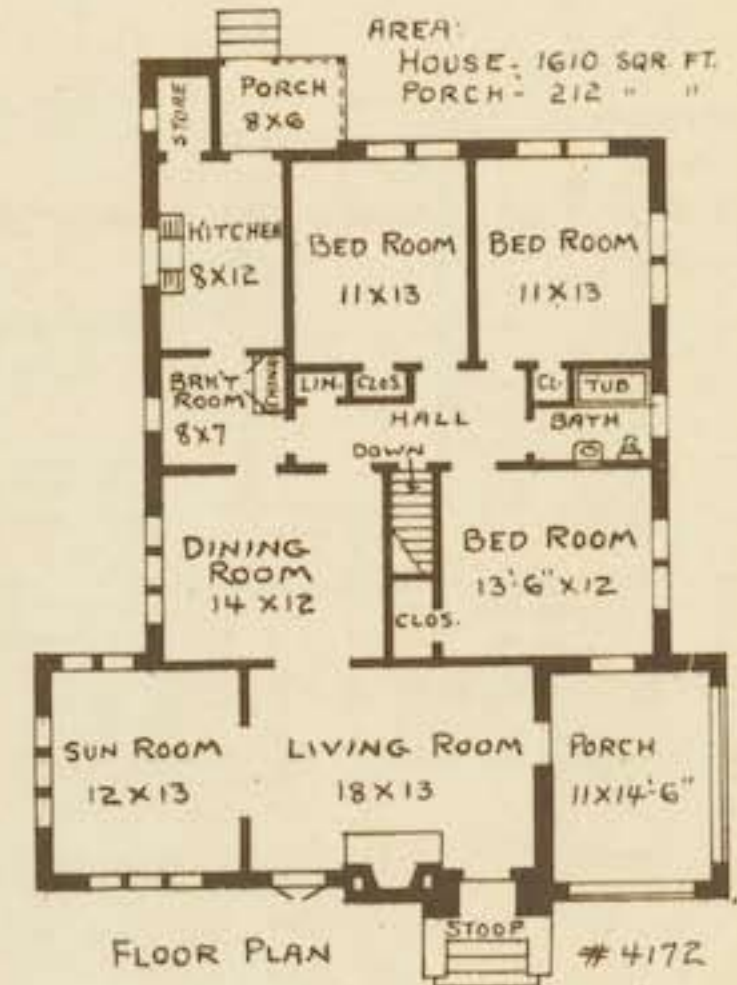 AREA:
HOUSE - 1610 SQR. FT.
PORCH - 212 " "
PORCH
8X6
STORE
KITCHEN
8X12
BED ROOM
11X13
BED ROOM
11X13
BRK'T
ROOM
8X7
CHINA
LIN.
CLOS.
CL.
TUB
HALL
BATH
DOWN
DINING
ROOM
14 X12
BED ROOM
13'-6" X12
CLOS.
SUN ROOM
12X13
LIVING ROOM
18X13
PORCH
11X14'-6"
STOOP
FLOOR PLAN
#4172